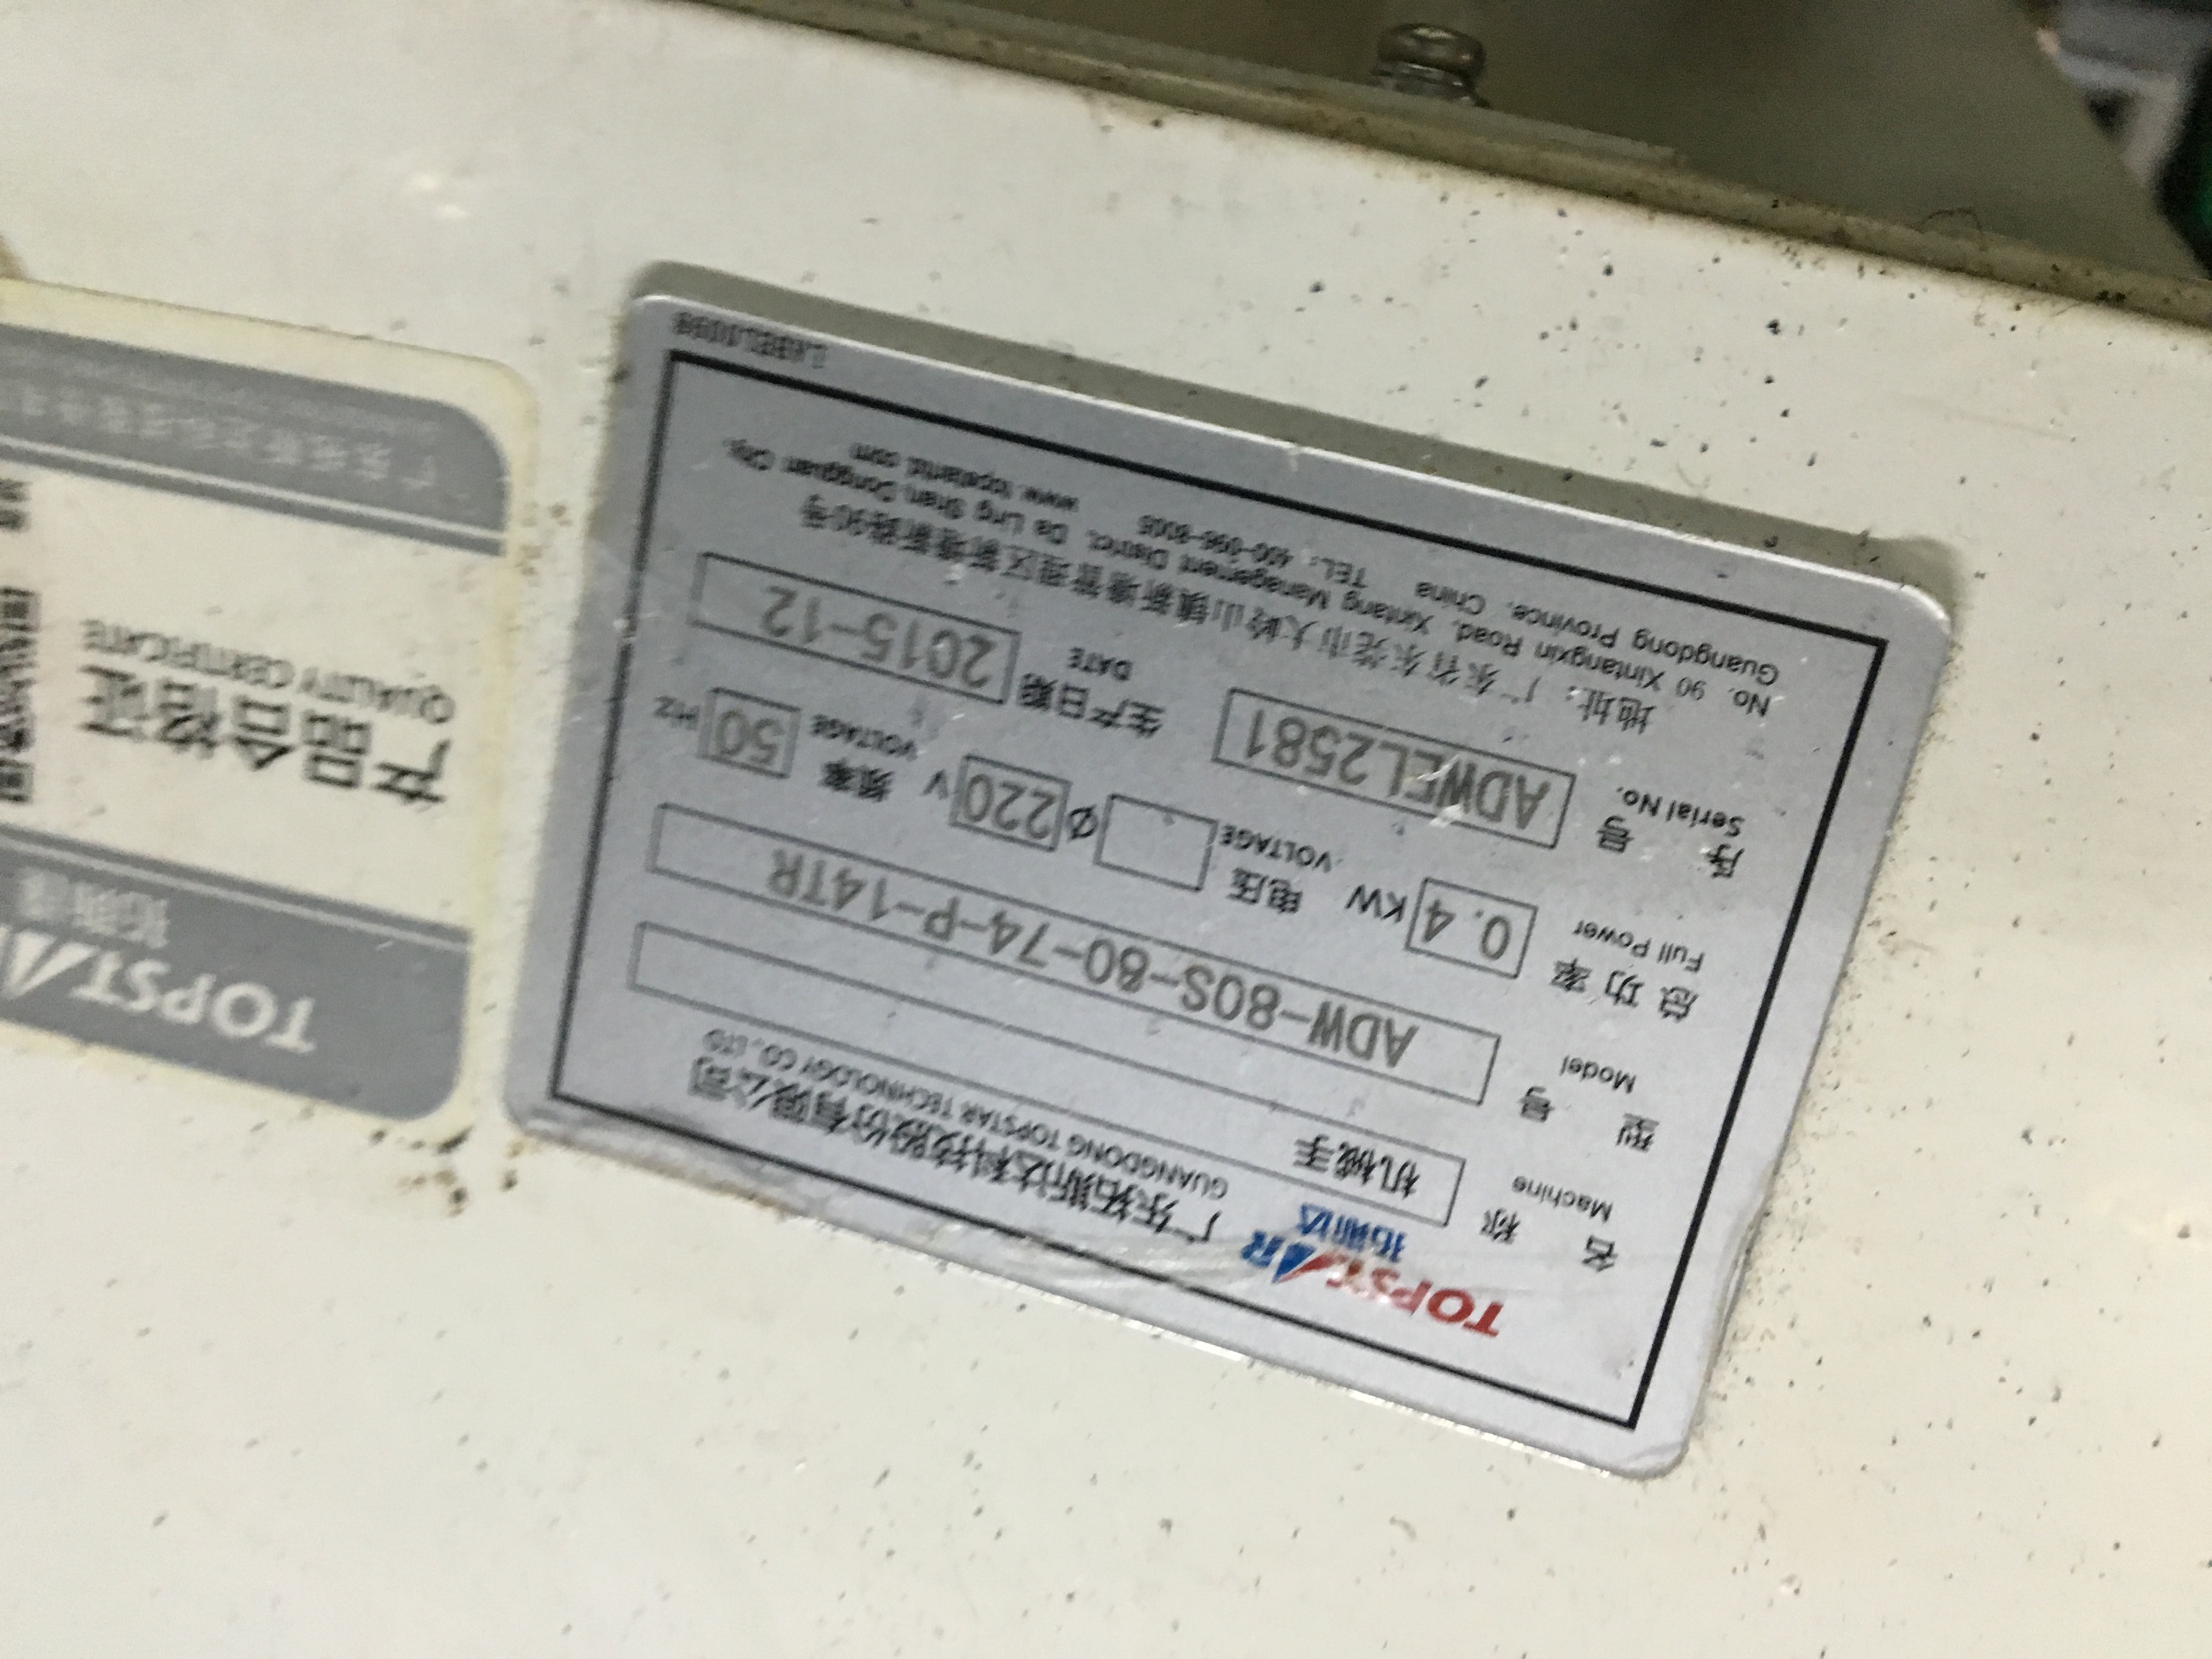 TOPSTAR
拓斯达
广东拓斯达科技股份有限公司
GUANGDONG TOPSTAR TECHNOLOGY CO., LTD
名 称 机械手
Machine
型 号 ADW-80S-80-74-P-14TR
Model
总功率 0.4 KW 电压 Φ 220 V 频率 50 HZ
Full Power VOLTAGE VOLTAGE
序 号 ADWEL2581 生产日期 2015-12
Serial No. DATE
地址：广东省东莞市大岭山镇新塘管理区新塘新路90号
No. 90 Xintangxin Road, Xintang Management District, Da Ling Shan, Dongguan City,
Guangdong Province, China TEL: 400-096-8005 www.topstarltd.com
TOPSTA
拓斯达
产品合格证
QUALITY CERTIFICATE